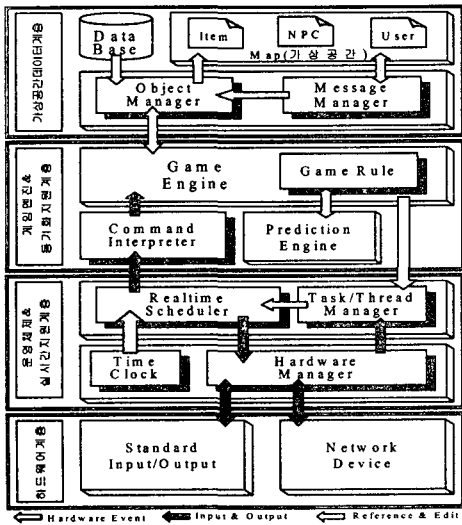 Data
Base
Item
NPC
User
Map(가상공간)
Object
Manager
Message
Manager
가상공간데이터계층
Game
Engine
Game Rule
Command
Interpreter
Prediction
Engine
게임엔진&
동기화지원계층
Realtime
Scheduler
Task/Thread
Manager
Time
Clock
Hardware
Manager
운영체제&
실시간지원계층
Standard
Input/Output
Network
Device
하드웨어계층
Hardware Event
Input & Output
Reference & Edit